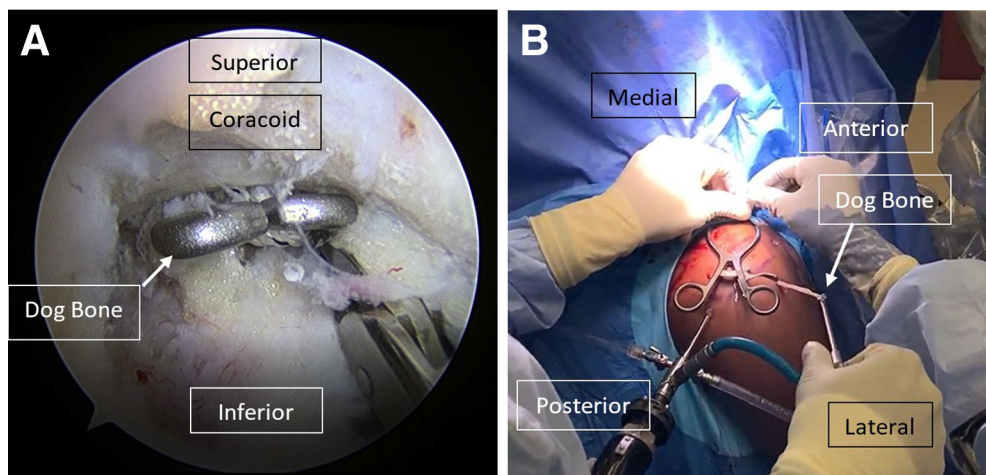 A
Superior
Coracoid
Dog Bone
Inferior
B
Medial
Anterior
Dog Bone
Posterior
Lateral